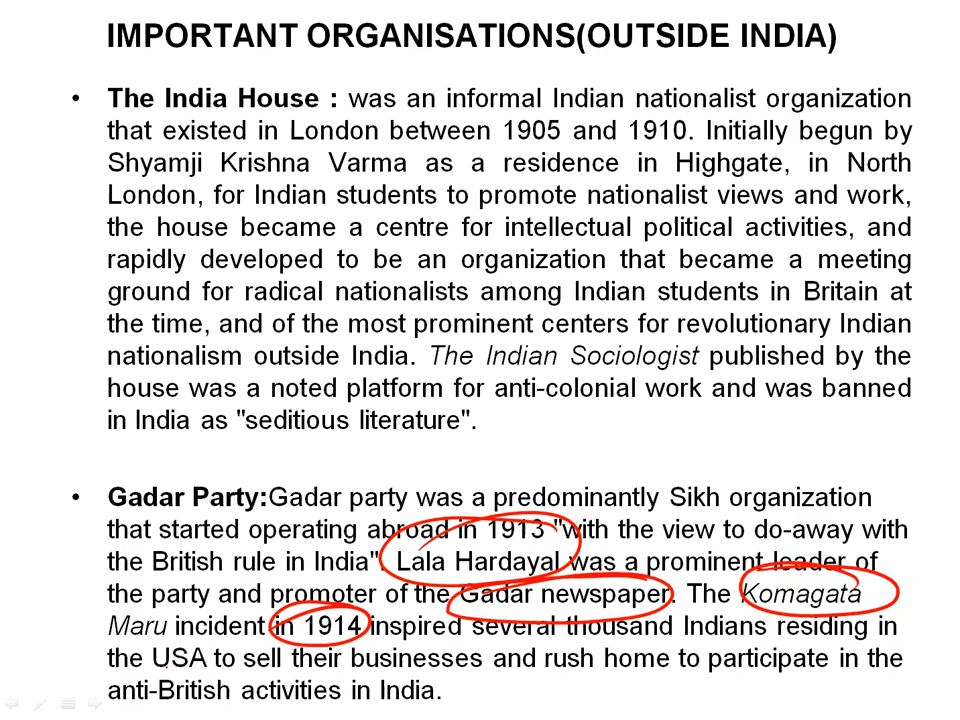 IMPORTANT ORGANISATIONS(OUTSIDE INDIA)
• The India House : was an informal Indian nationalist organization
that existed in London between 1905 and 1910. Initially begun by
Shyamji Krishna Varma as a residence in Highgate, in North
London, for Indian students to promote nationalist views and work,
the house became a centre for intellectual political activities, and
rapidly developed to be an organization that became a meeting
ground for radical nationalists among Indian students in Britain at
the time, and of the most prominent centers for revolutionary Indian
nationalism outside India. The Indian Sociologist published by the
house was a noted platform for anti-colonial work and was banned
in India as "seditious literature".
• Gadar Party:Gadar party was a predominantly Sikh organization
that started operating abroad in 1913 "with the view to do-away with
the British rule in India". Lala Hardayal was a prominent leader of
the party and promoter of the Gadar newspaper. The Komagata
Maru incident in 1914 inspired several thousand Indians residing in
the USA to sell their businesses and rush home to participate in the
anti-British activities in India.